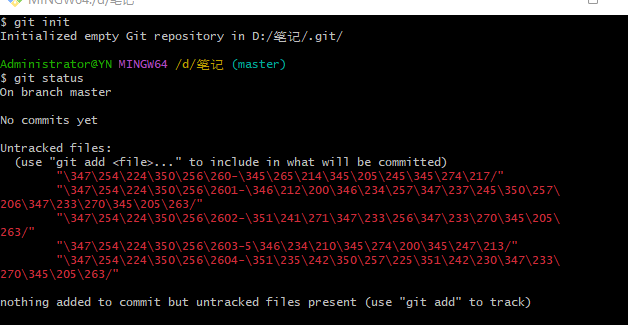 MINGW64:/d/笔记
$ git init
Initialized empty Git repository in D:/笔记/.git/
Administrator@YN MINGW64 /d/笔记 (master)
$ git status
On branch master
No commits yet
Untracked files:
(use "git add <file>..." to include in what will be committed)
"\347\254\224\350\256\260-\345\265\214\345\205\245\345\274\217/"
"\347\254\224\350\256\2601-\346\212\200\346\234\257\347\237\245\350\257\
206\347\233\270\345\205\263/"
"\347\254\224\350\256\2602-\351\241\271\347\233\256\347\233\270\345\205\
263/"
"\347\254\224\350\256\2603-5\346\234\210\345\274\200\345\247\213/"
"\347\254\224\350\256\2604-\351\235\242\350\257\225\351\242\230\347\233\
270\345\205\263/"
nothing added to commit but untracked files present (use "git add" to track)